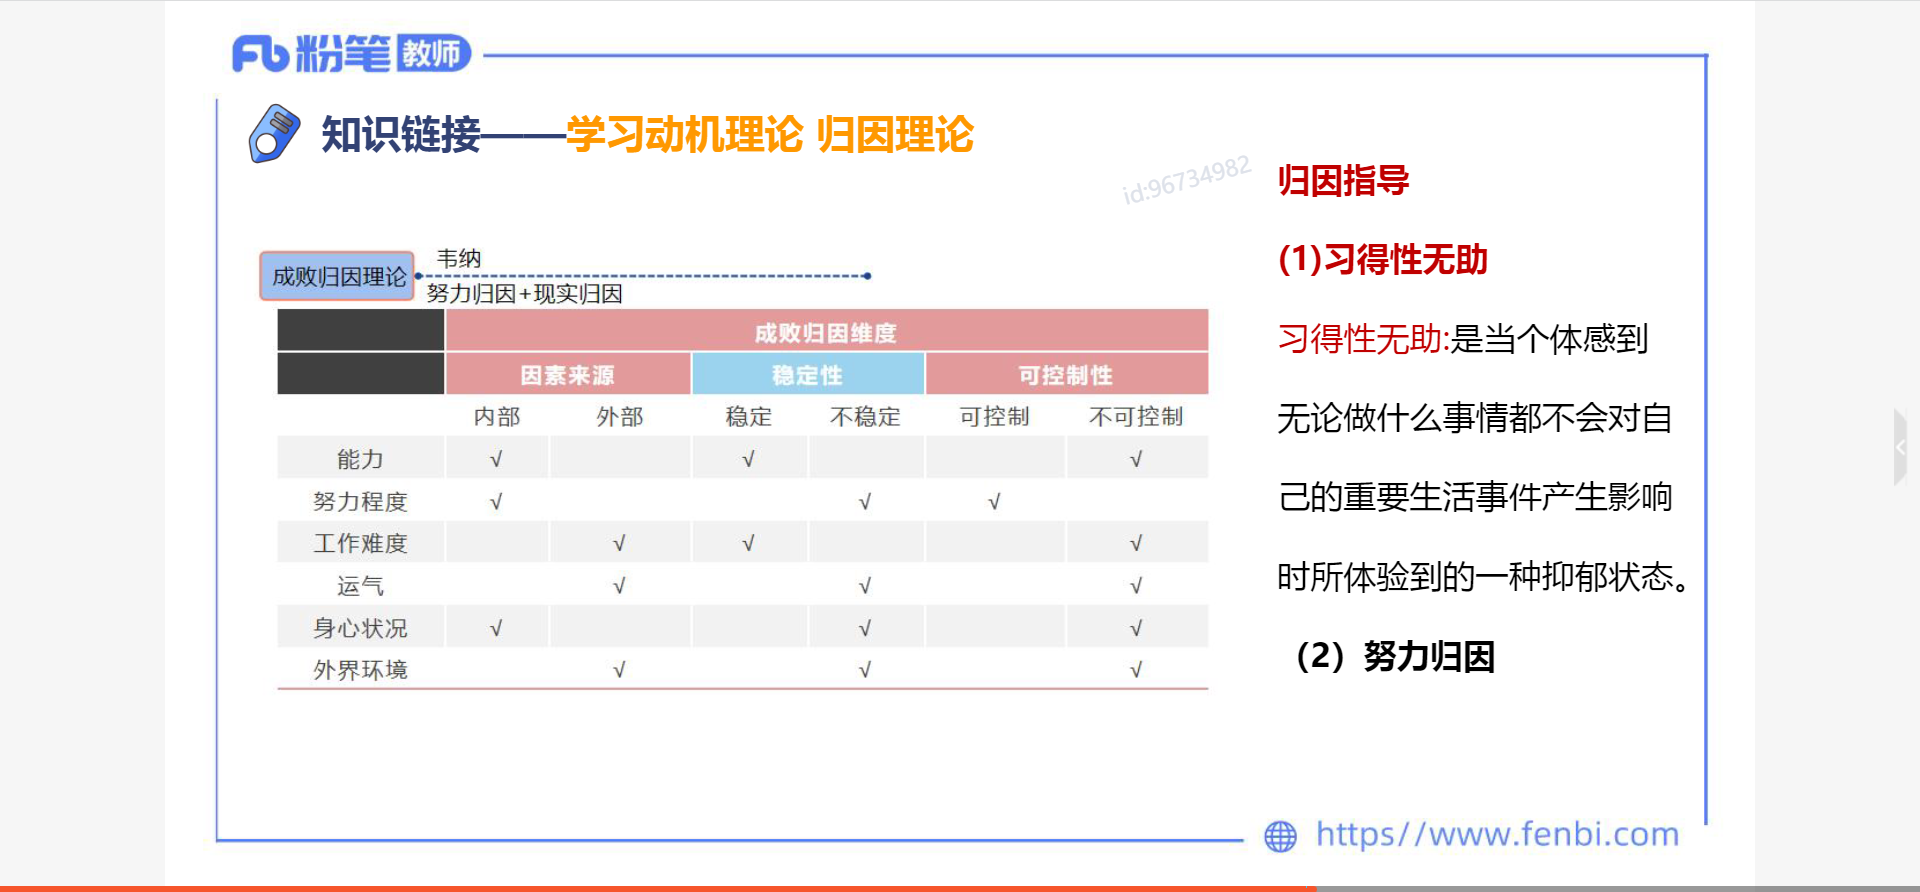 Fb粉笔教师
知识链接——学习动机理论 归因理论
id:96734982
成败归因理论
韦纳
努力归因+现实归因
成败归因维度
因素来源 稳定性 可控制性
内部 外部 稳定 不稳定 可控制 不可控制
能力 √ √ √
努力程度 √ √ √
工作难度 √ √ √
运气 √ √ √
身心状况 √ √ √
外界环境 √ √ √
归因指导
(1)习得性无助
习得性无助:是当个体感到
无论做什么事情都不会对自
己的重要生活事件产生影响
时所体验到的一种抑郁状态。
（2）努力归因
https//www.fenbi.com